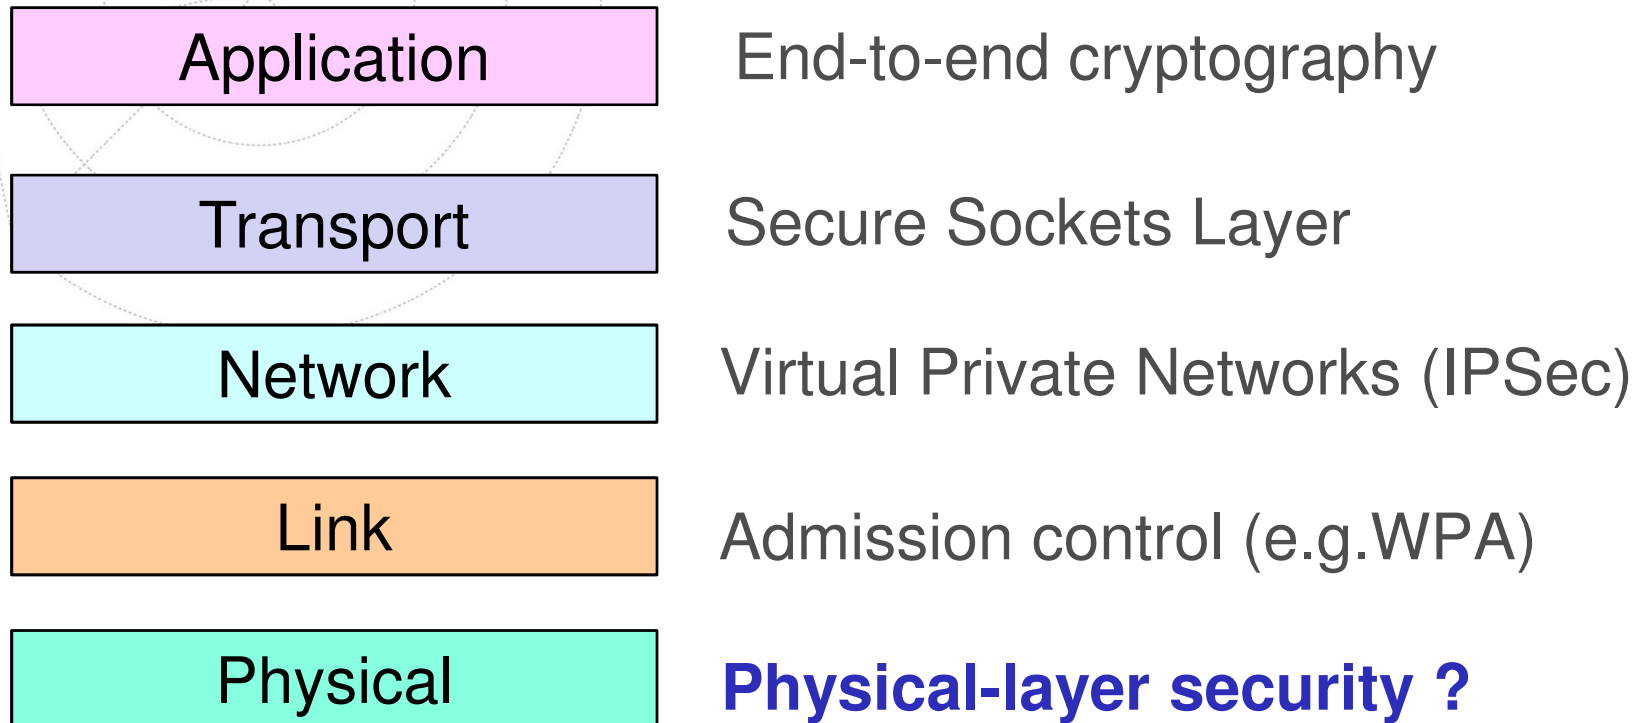 Application End-to-end cryptography
Transport Secure Sockets Layer
Network Virtual Private Networks (IPSec)
Link Admission control (e.g.WPA)
Physical Physical-layer security ?